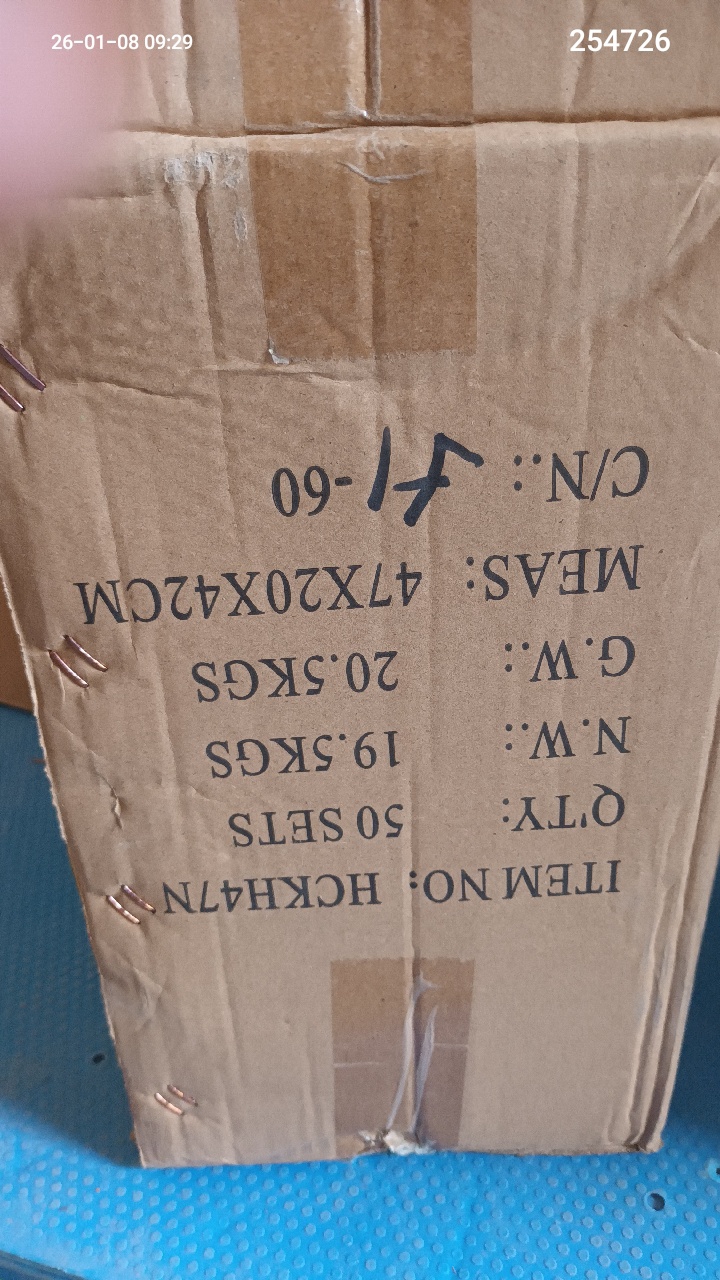 26-01-08 09:29
254726
ITEM NO: HCKH47N
Q'TY: 50 SETS
N.W.: 19.5KGS
G.W.: 20.5KGS
MEAS: 47X20X42CM
C/N.: -60